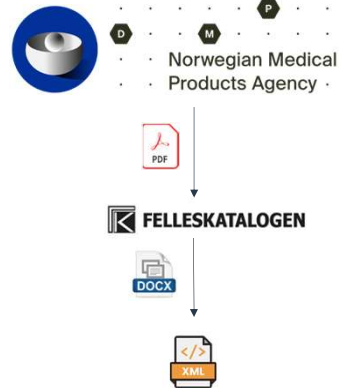 P
D M
Norwegian Medical
Products Agency
PDF
FELLESKATALOGEN
DOCX
</>
XML